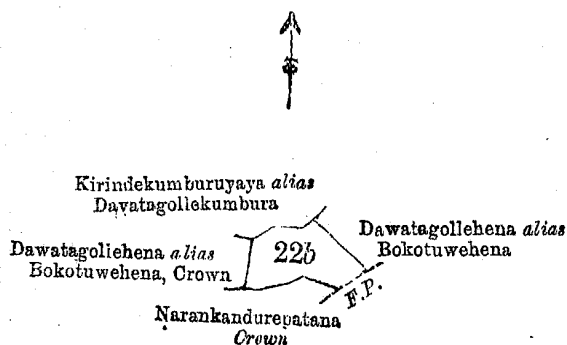 Kirindekumburuyaya alias
Davatagollekumbura
Dawatagollehena alias
Bokotuwehena, Crown
22b
Dawatagollehena alias
Bokotuwehena
F.P.
Narankandurepatana
Crown